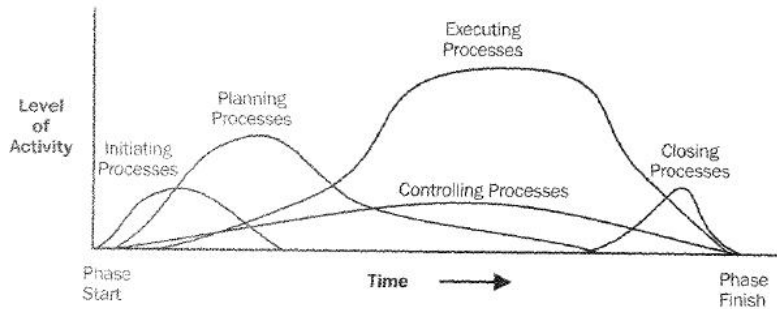 Executing
Processes
Level
of
Activity
Planning
Processes
Initiating
Processes
Closing
Processes
Controlling Processes
Phase
Start
Time
Phase
Finish